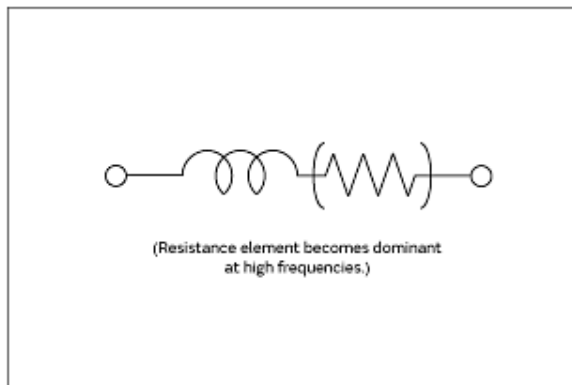 (Resistance element becomes dominant
at high frequencies.)